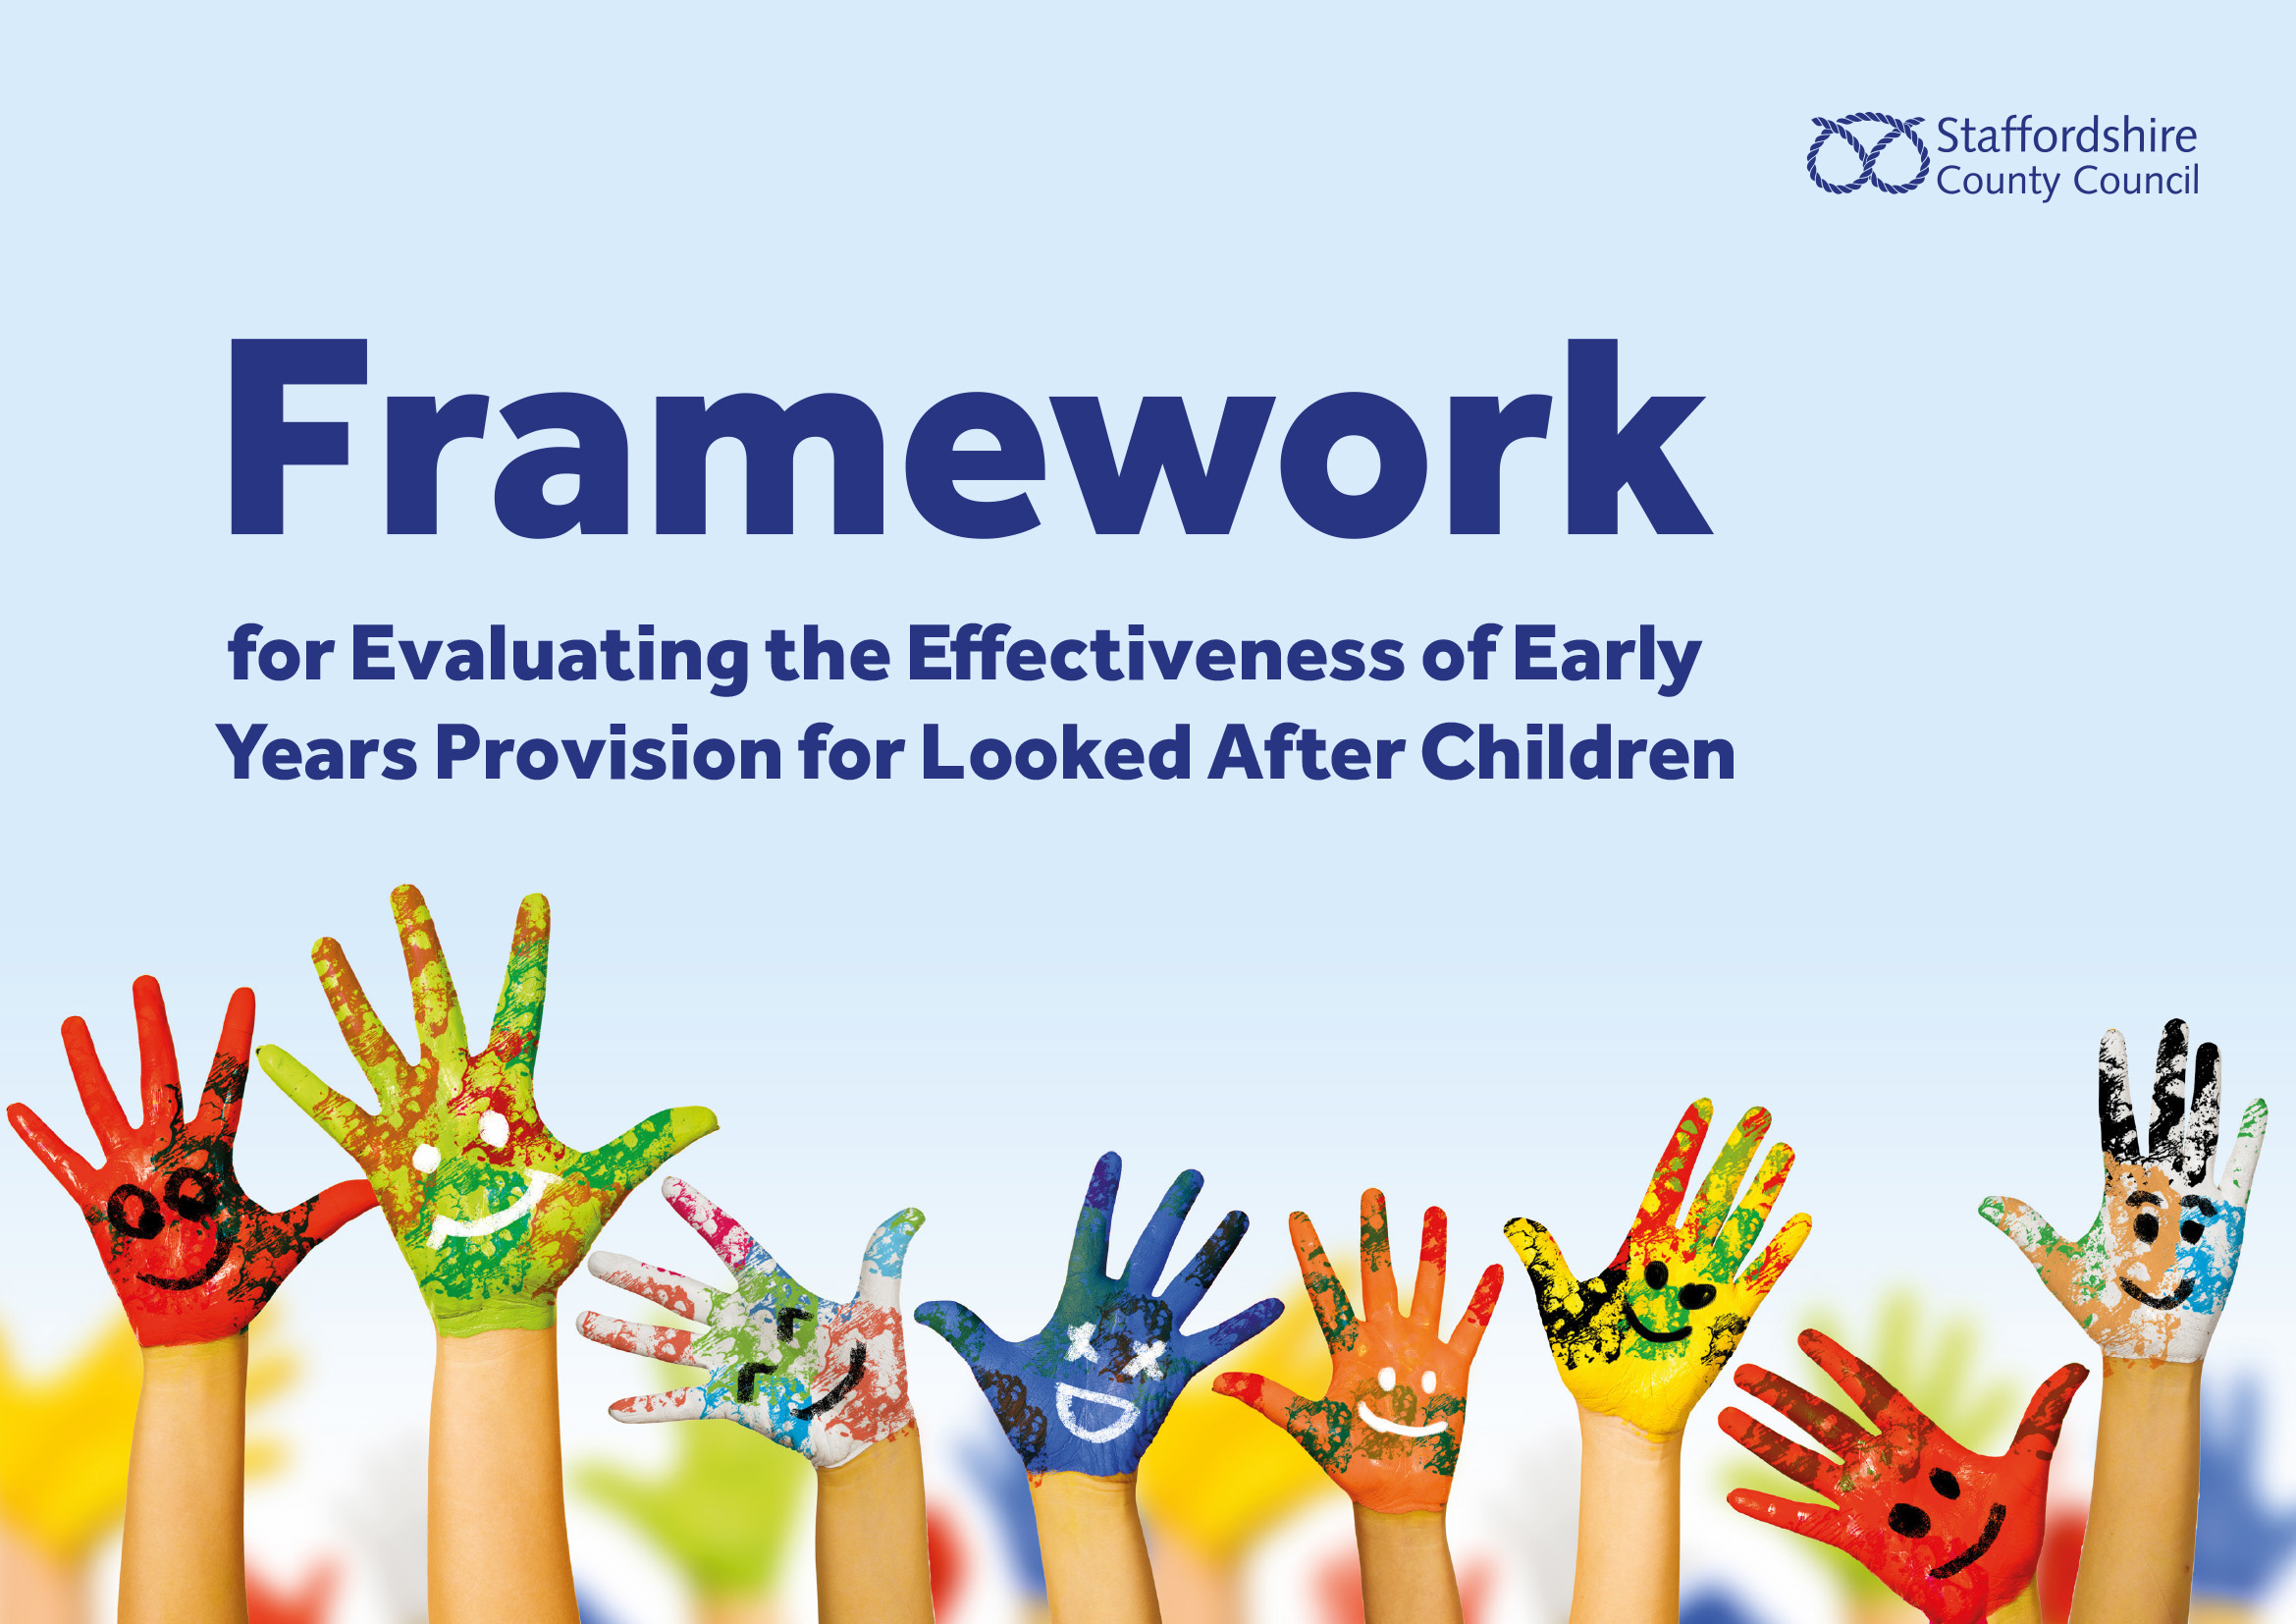 Staffordshire
County Council
Framework
for Evaluating the Effectiveness of Early
Years Provision for Looked After Children